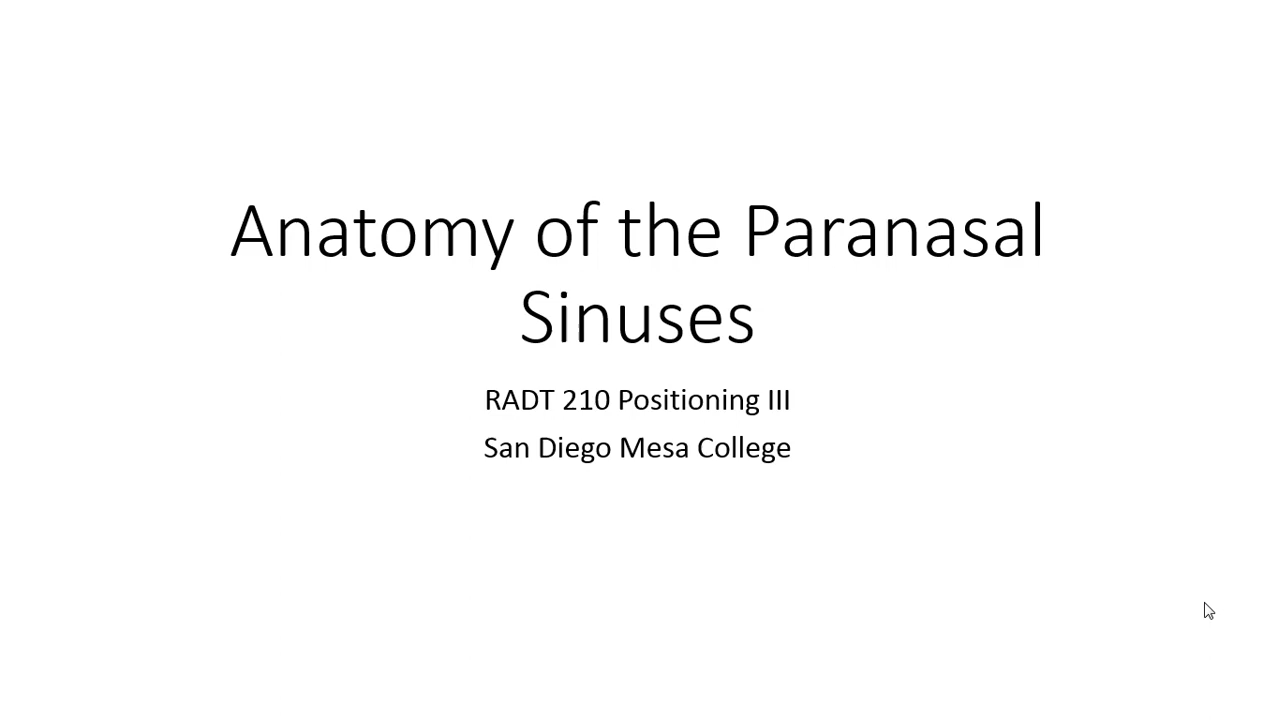 Anatomy of the Paranasal
Sinuses
RADT 210 Positioning III
San Diego Mesa College